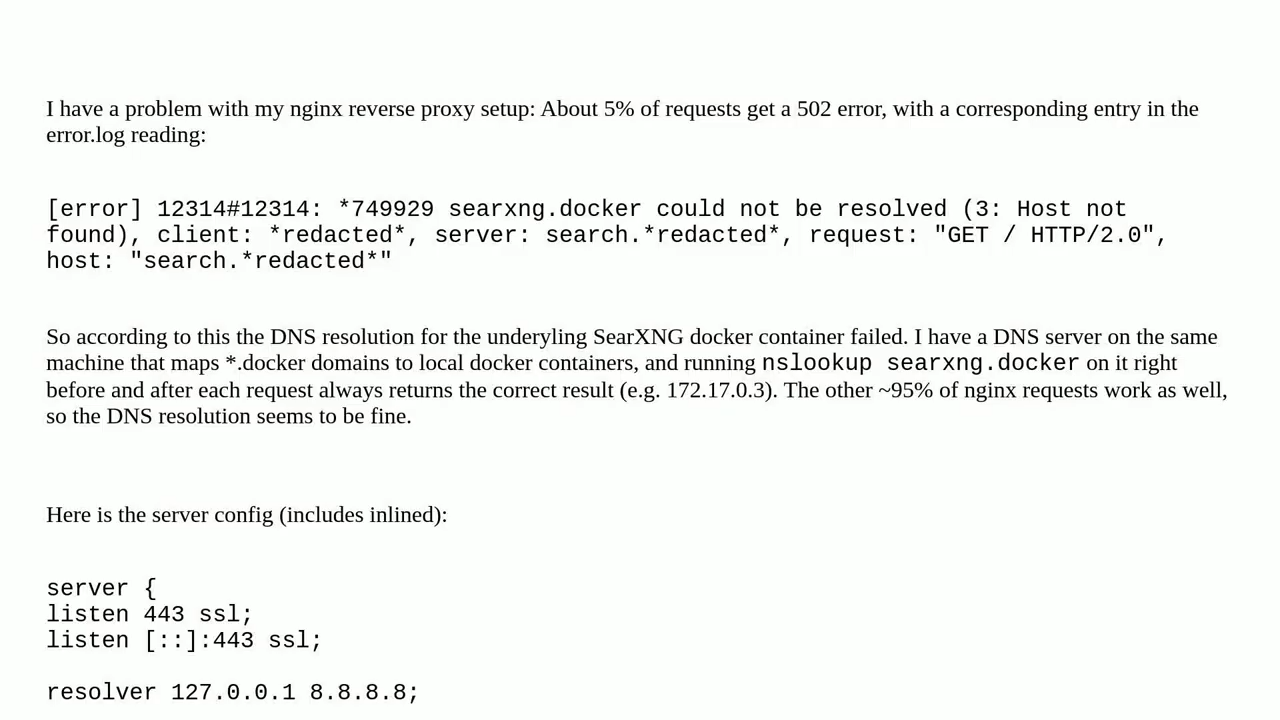 I have a problem with my nginx reverse proxy setup: About 5% of requests get a 502 error, with a corresponding entry in the
error.log reading:
[error] 12314#12314: *749929 searxng.docker could not be resolved (3: Host not
found), client: *redacted*, server: search.*redacted*, request: "GET / HTTP/2.0",
host: "search.*redacted*"
So according to this the DNS resolution for the underyling SearXNG docker container failed. I have a DNS server on the same
machine that maps *.docker domains to local docker containers, and running nslookup searxng.docker on it right
before and after each request always returns the correct result (e.g. 172.17.0.3). The other ~95% of nginx requests work as well,
so the DNS resolution seems to be fine.
Here is the server config (includes inlined):
server {
listen 443 ssl;
listen [::]:443 ssl;
resolver 127.0.0.1 8.8.8.8;